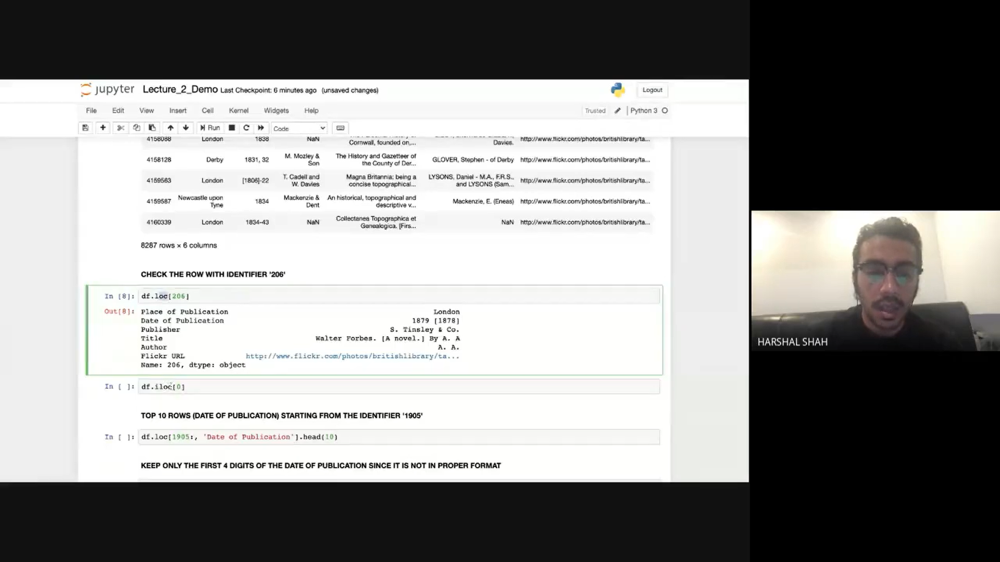 jupyter Lecture_2_Demo Last Checkpoint: 6 minutes ago (unsaved changes) Logout
File Edit View Insert Cell Kernel Widgets Help Trusted Python 3
Run Code
4158088 London 1838 NaN Cornwall, founded on,... Davies. http://www.flickr.com/photos/britishlibrary/ta...
4158128 Derby 1831, 32 M. Mozley & Son The History and Gazetteer of the County of Der... GLOVER, Stephen - of Derby http://www.flickr.com/photos/britishlibrary/ta...
4159563 London [1806]-22 T. Cadell and W. Davies Magna Britannia; being a concise topographical... LYSONS, Daniel - M.A., F.R.S., and LYSONS (Sam... http://www.flickr.com/photos/britishlibrary/ta...
4159587 Newcastle upon Tyne 1834 Mackenzie & Dent An historical, topographical and descriptive v... Mackenzie, E. (Eneas) http://www.flickr.com/photos/britishlibrary/ta...
4160339 London 1834-43 NaN Collectanea Topographica et Genealogica. [Firs... NaN http://www.flickr.com/photos/britishlibrary/ta...
8287 rows × 6 columns
CHECK THE ROW WITH IDENTIFIER '206'
In [8]: df.loc[206]
Out[8]: Place of Publication London
Date of Publication 1879 [1878]
Publisher S. Tinsley & Co.
Title Walter Forbes. [A novel.] By A. A
Author A. A.
Flickr URL http://www.flickr.com/photos/britishlibrary/ta...
Name: 206, dtype: object
In [ ]: df.iloc[0]
TOP 10 ROWS (DATE OF PUBLICATION) STARTING FROM THE IDENTIFIER '1905'
In [ ]: df.loc[1905:, 'Date of Publication'].head(10)
KEEP ONLY THE FIRST 4 DIGITS OF THE DATE OF PUBLICATION SINCE IT IS NOT IN PROPER FORMAT
HARSHAL SHAH